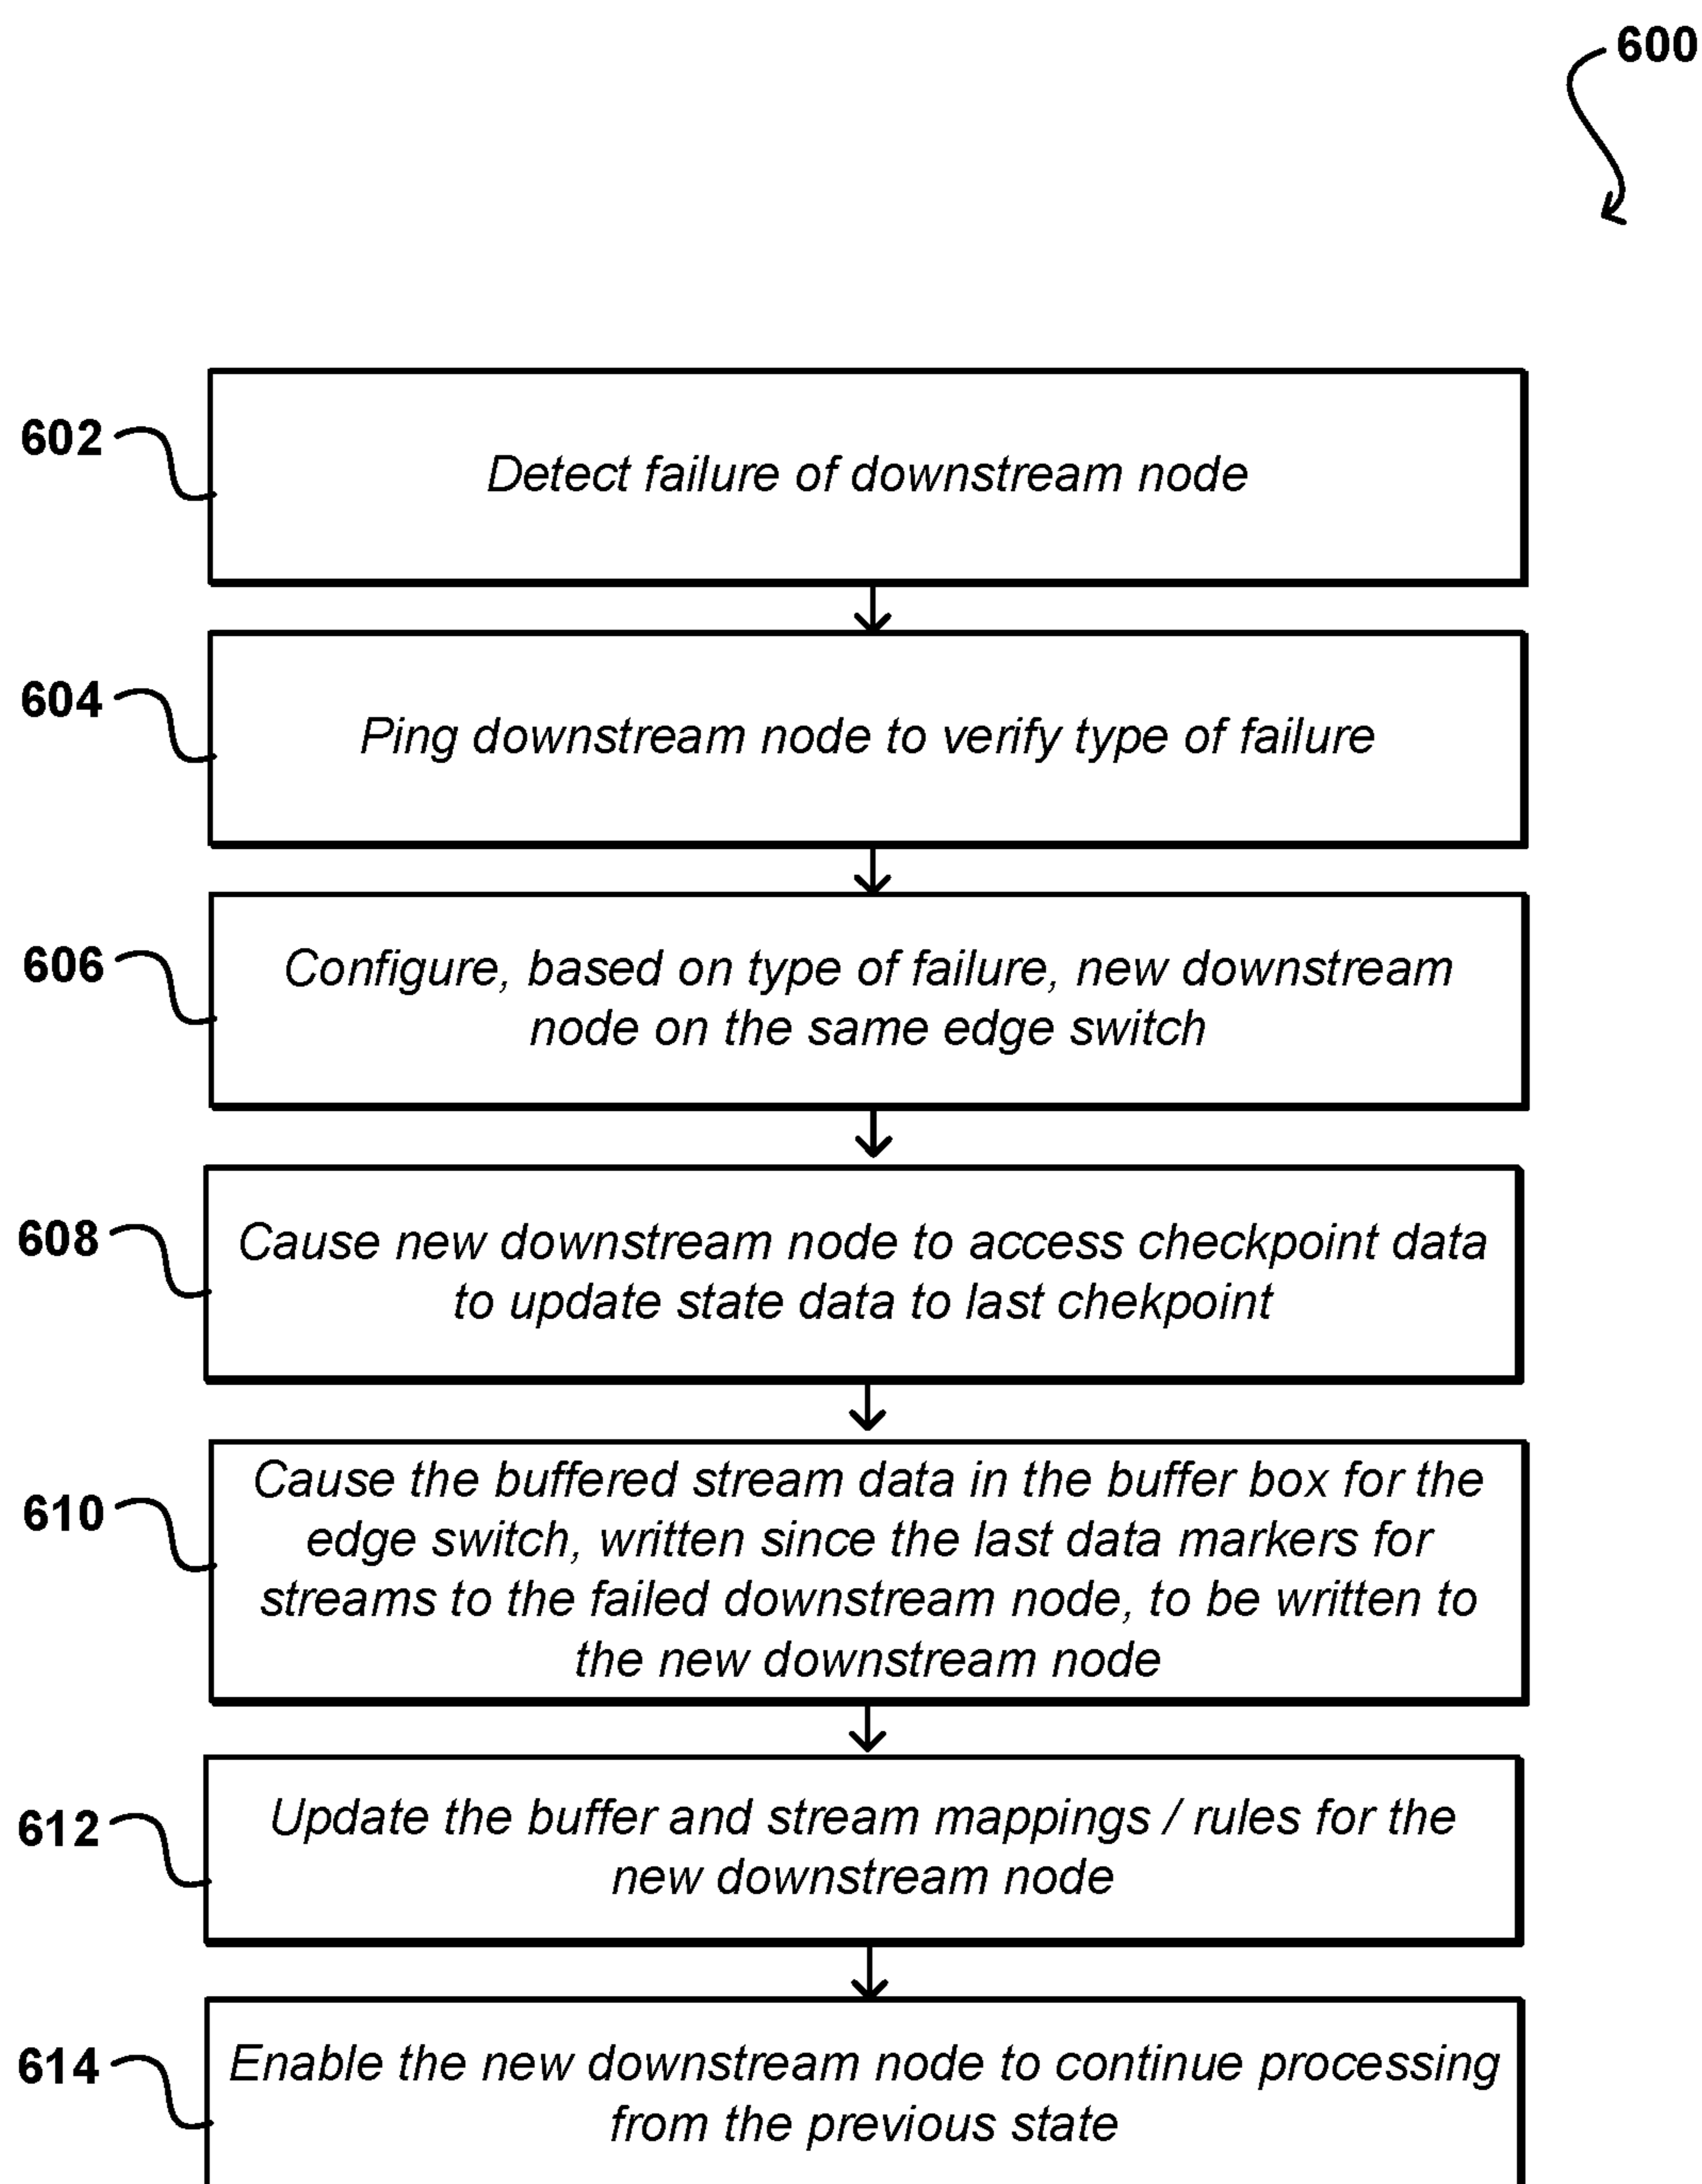 600
602
Detect failure of downstream node
604
Ping downstream node to verify type of failure
606
Configure, based on type of failure, new downstream
node on the same edge switch
608
Cause new downstream node to access checkpoint data
to update state data to last chekpoint
610
Cause the buffered stream data in the buffer box for the
edge switch, written since the last data markers for
streams to the failed downstream node, to be written to
the new downstream node
612
Update the buffer and stream mappings / rules for the
new downstream node
614
Enable the new downstream node to continue processing
from the previous state